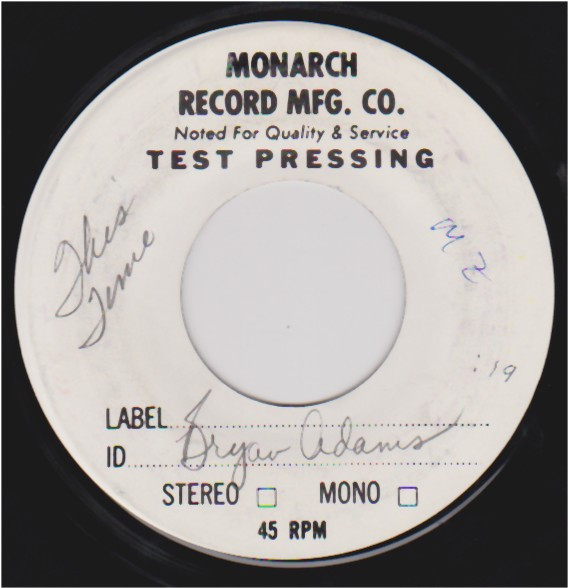 MONARCH
RECORD MFG. CO.
Noted For Quality & Service
TEST PRESSING
This
Time
MZ
:19
LABEL
ID Bryan Adams
STEREO MONO
45 RPM